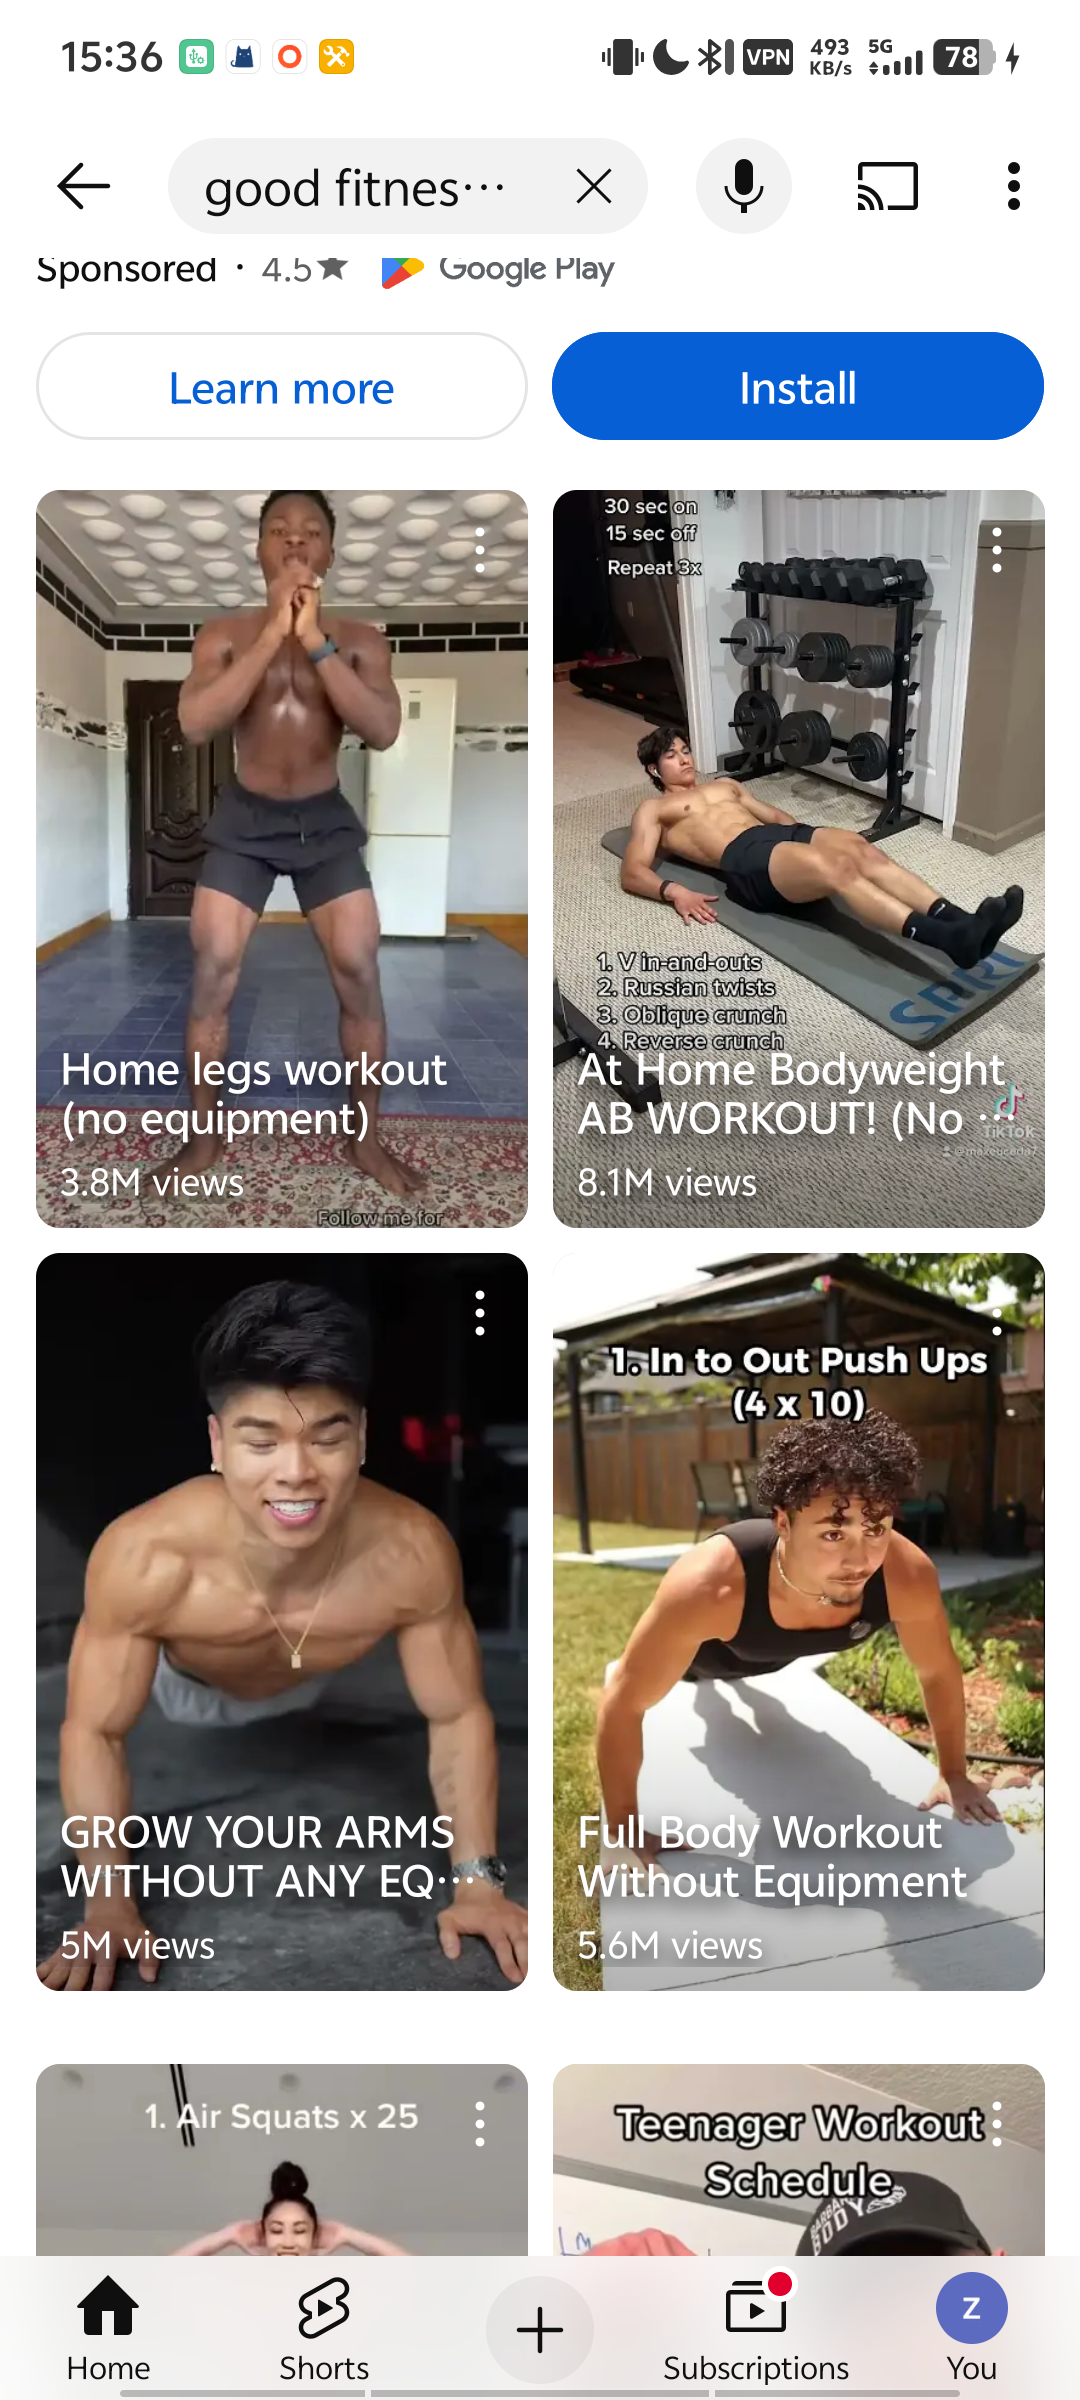 15:36
VPN
493
KB/s
5G
78
good fitnes···
Sponsored · 4.5★ Google Play
Learn more
Install
30 sec on
15 sec off
Repeat 3x
SPRI
1. V in-and-outs
2. Russian twists
3. Oblique crunch
4. Reverse crunch
Home legs workout
(no equipment)
3.8M views
Follow me for
At Home Bodyweight
AB WORKOUT! (No ···
TikTok
8.1M views
GROW YOUR ARMS
WITHOUT ANY EQ···
5M views
1. In to Out Push Ups
(4 x 10)
Full Body Workout
Without Equipment
5.6M views
1. Air Squats x 25
Teenager Workout
Schedule
BODY
Home
Shorts
Subscriptions
Z
You